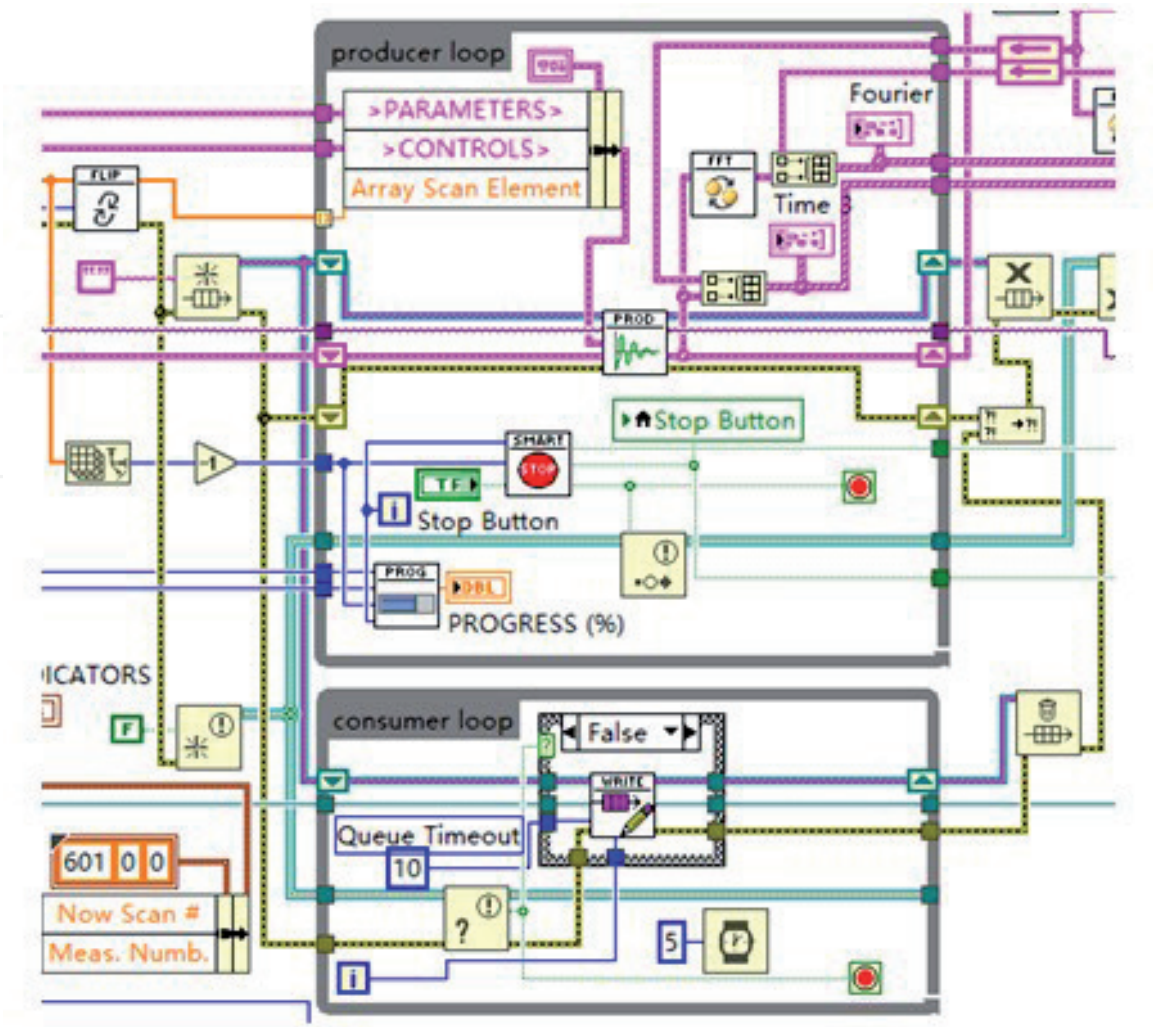 producer loop
>PARAMETERS>
>CONTROLS>
Array Scan Element
Fourier
FFT
Time
FLIP
PROD
Stop Button
SMART
STOP
TF
i
Stop Button
-1
PROG
DBL
PROGRESS (%)
ICATORS
F
consumer loop
False
?
WRITE
Queue Timeout
10
601 0 0
Now Scan #
Meas. Numb.
?
5
i